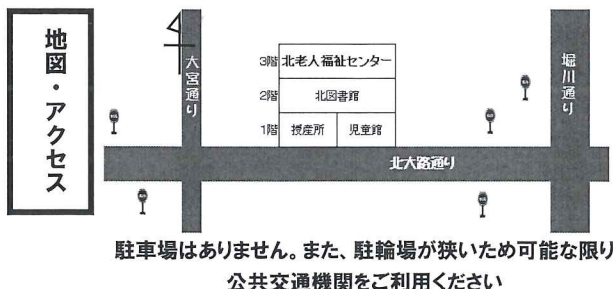 地図・アクセス
大宮通り
3階 北老人福祉センター
2階 北図書館
1階 授産所 児童館
堀川通り
北大路通り
駐車場はありません。また、駐輪場が狭いため可能な限り
公共交通機関をご利用ください